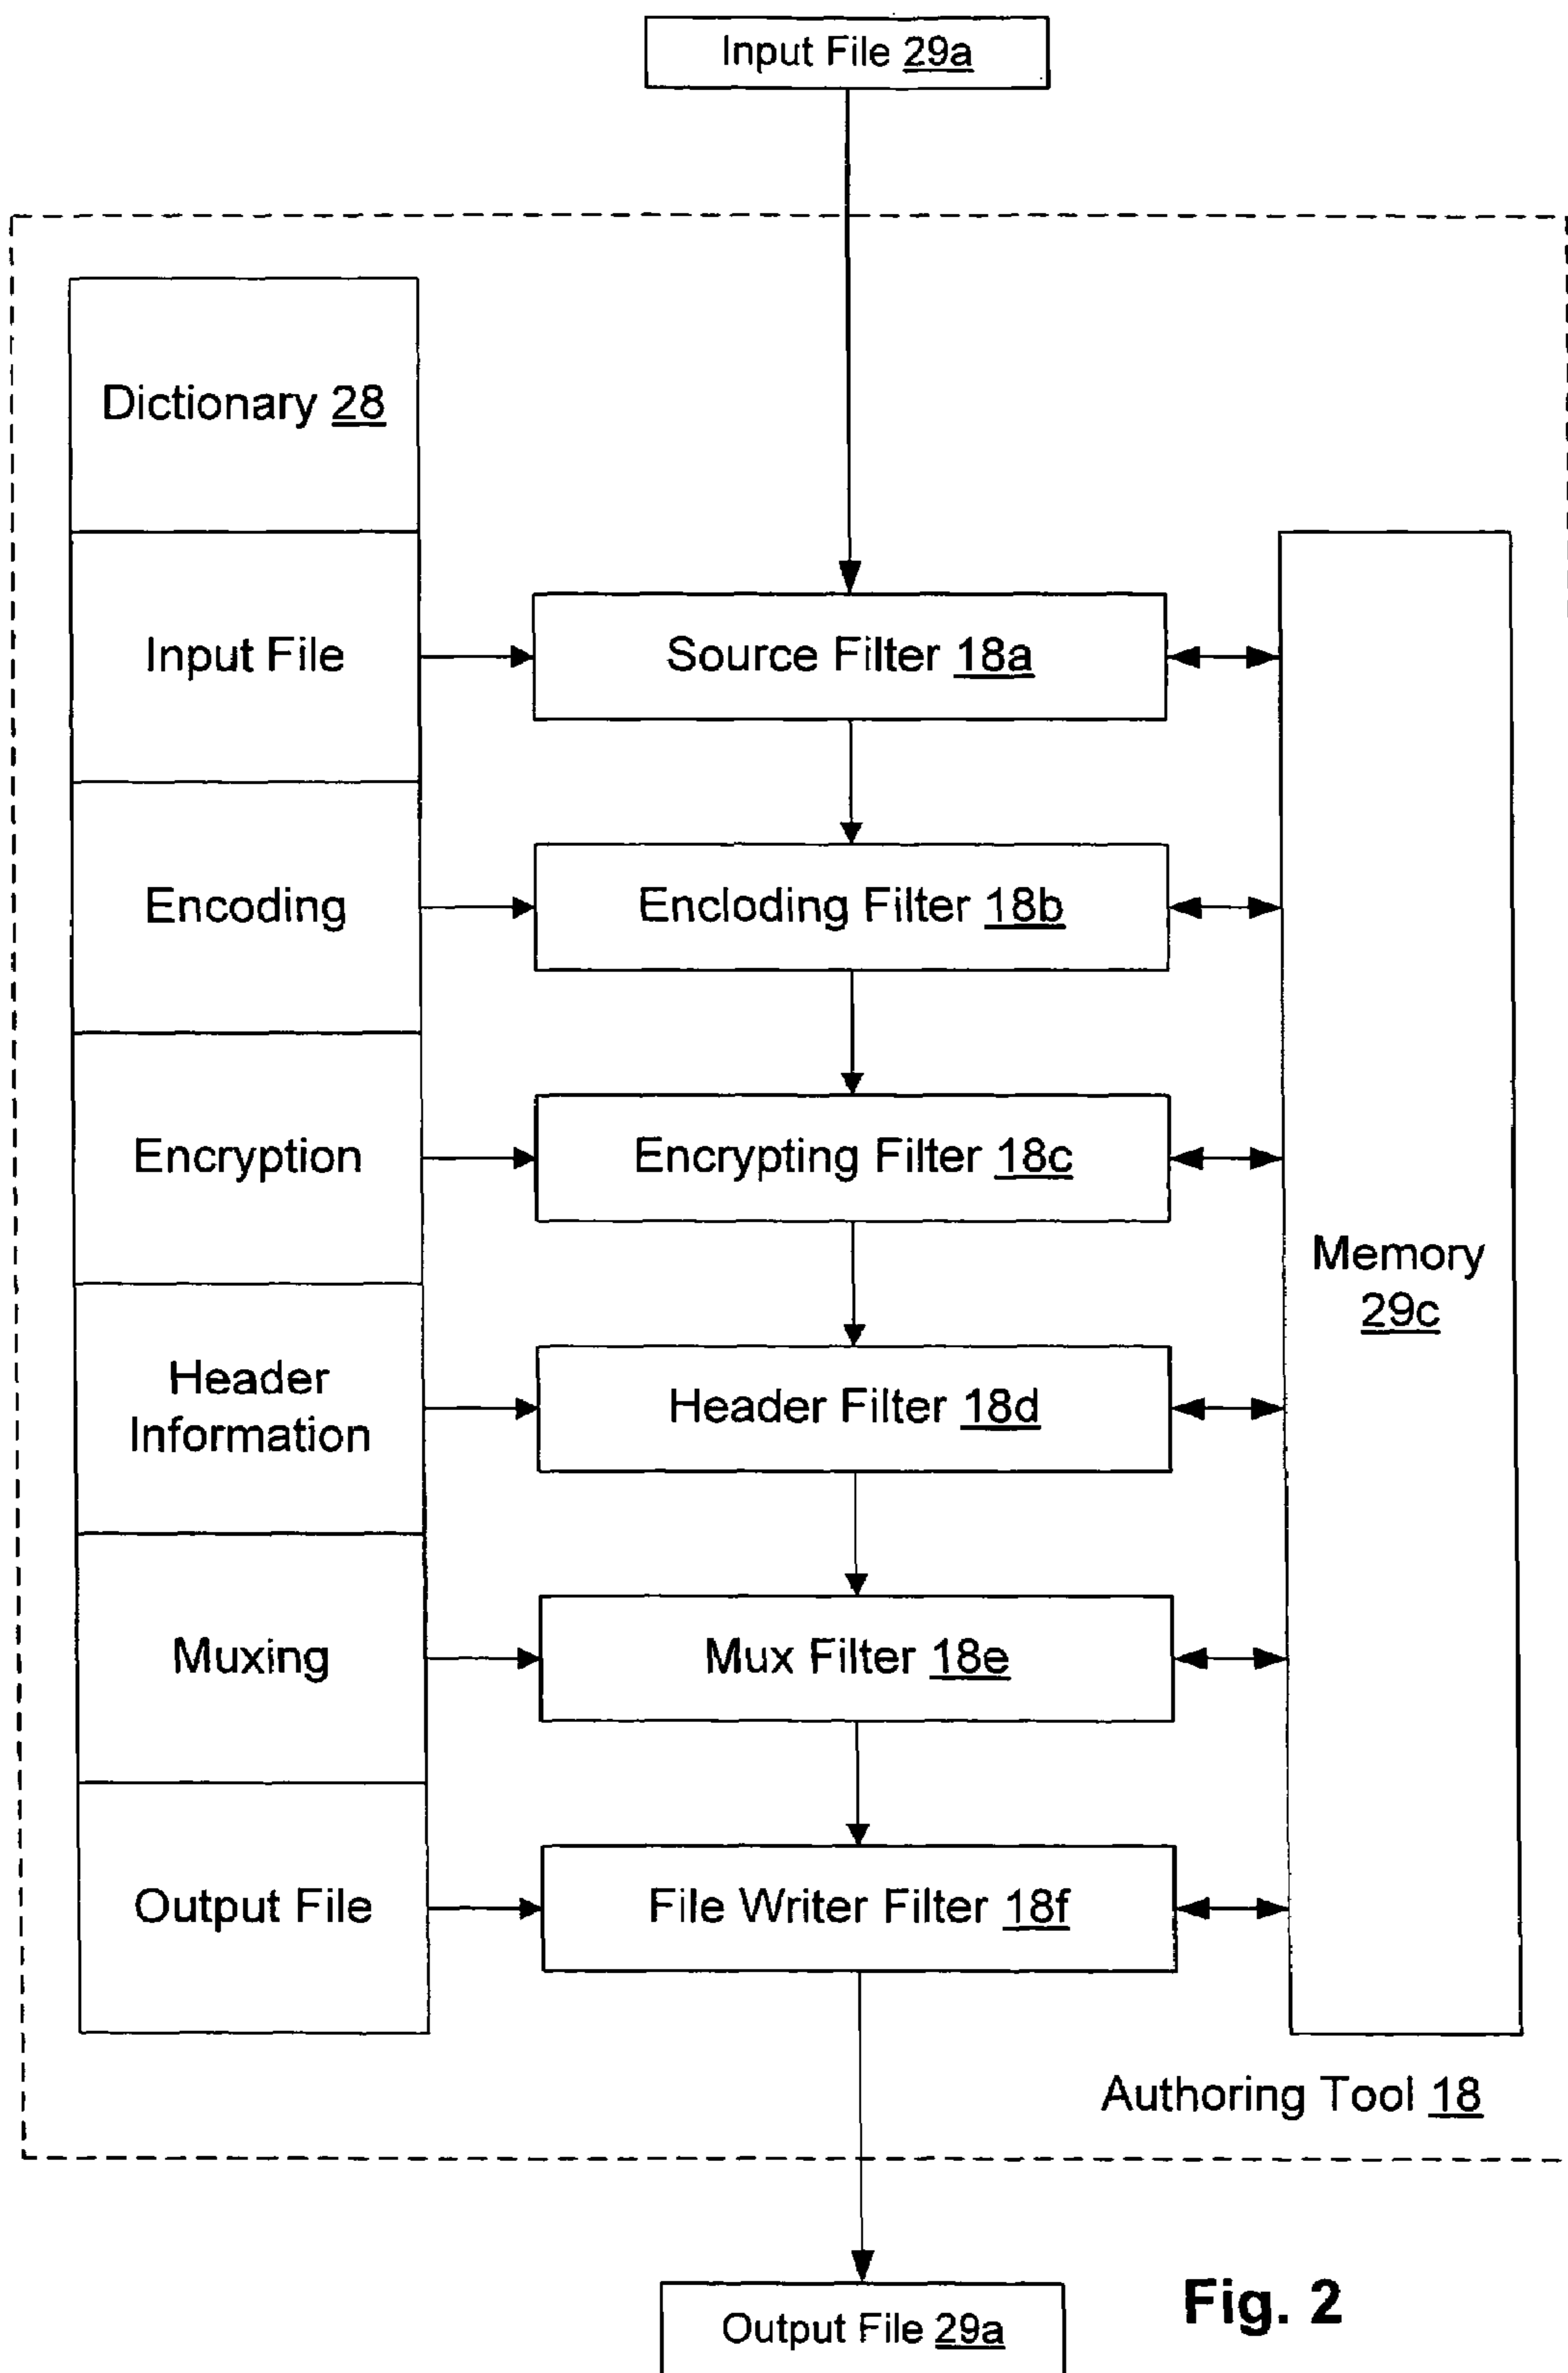 Input File 29a
Dictionary 28
Input File
Source Filter 18a
Encoding
Encloding Filter 18b
Encryption
Encrypting Filter 18c
Memory
29c
Header
Information
Header Filter 18d
Muxing
Mux Filter 18e
Output File
File Writer Filter 18f
Authoring Tool 18
Output File 29a
Fig. 2